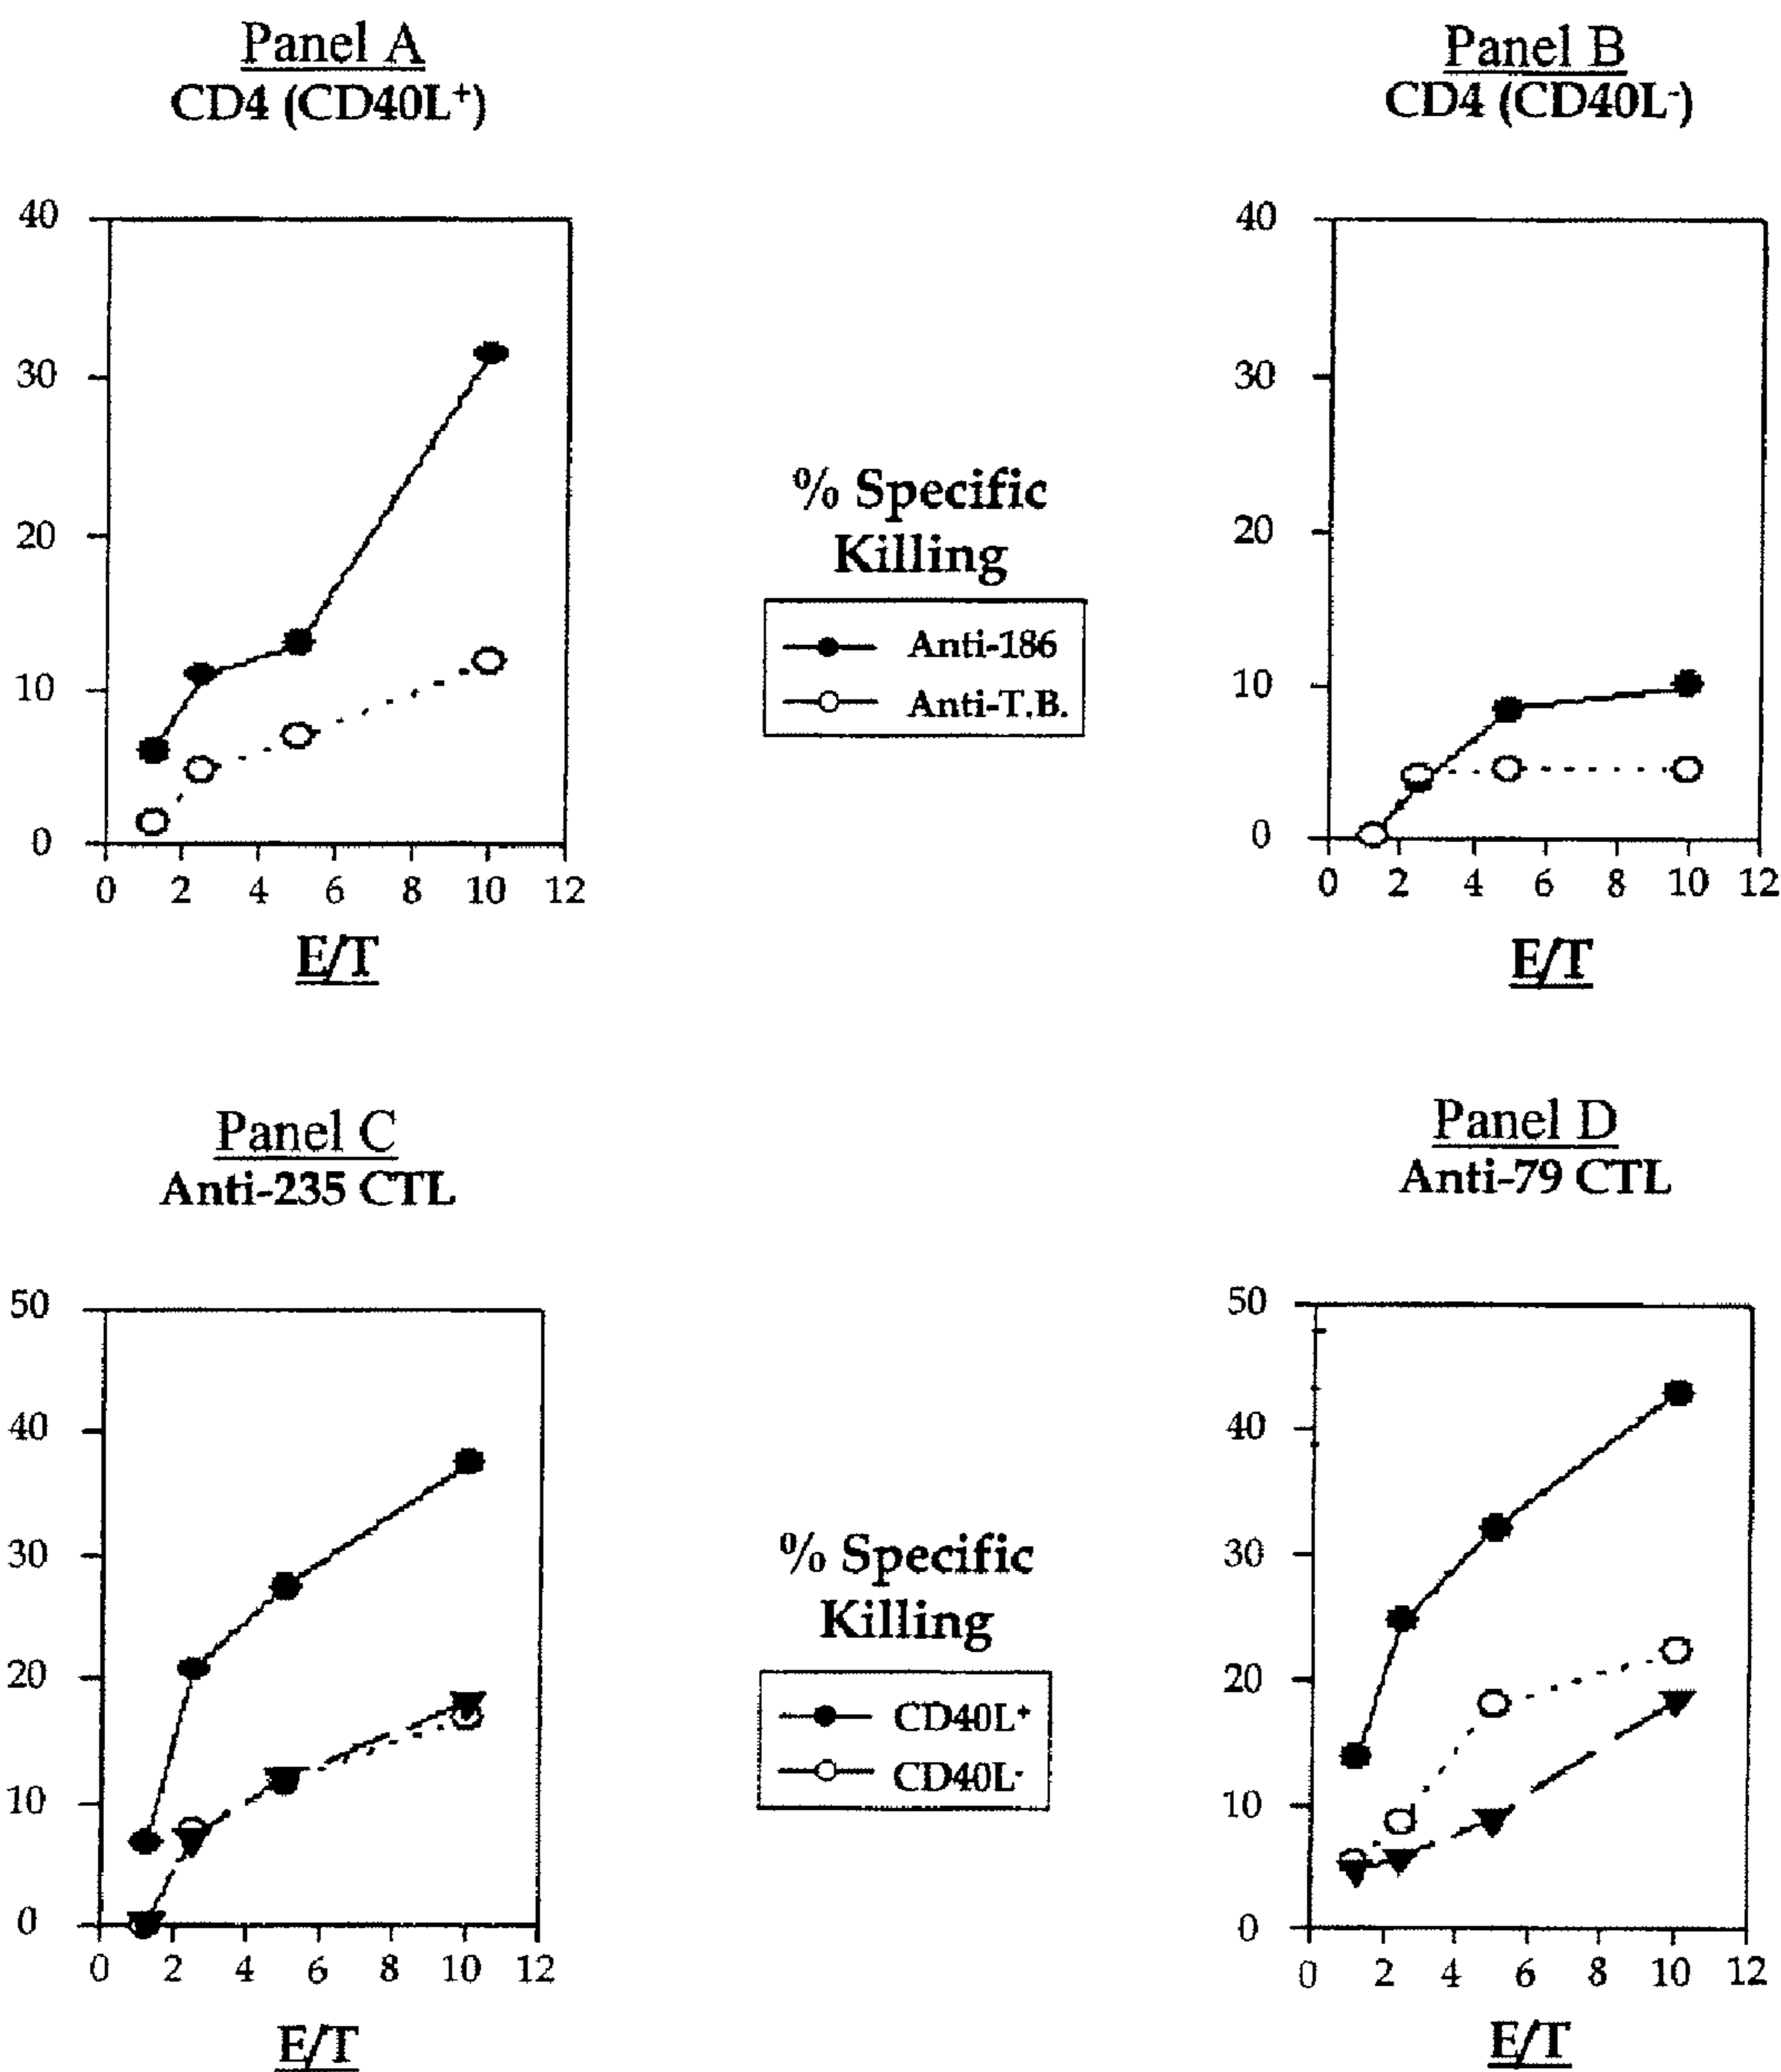 Panel A
CD4 (CD40L⁺)
40
30
20
10
0
0 2 4 6 8 10 12
E/T
% Specific
Killing
Anti-186
Anti-T.B.
Panel B
CD4 (CD40L⁻)
40
30
20
10
0
0 2 4 6 8 10 12
E/T
Panel C
Anti-235 CTL
50
40
30
20
10
0
0 2 4 6 8 10 12
E/T
% Specific
Killing
CD40L⁺
CD40L⁻
Panel D
Anti-79 CTL
50
40
30
20
10
0
0 2 4 6 8 10 12
E/T